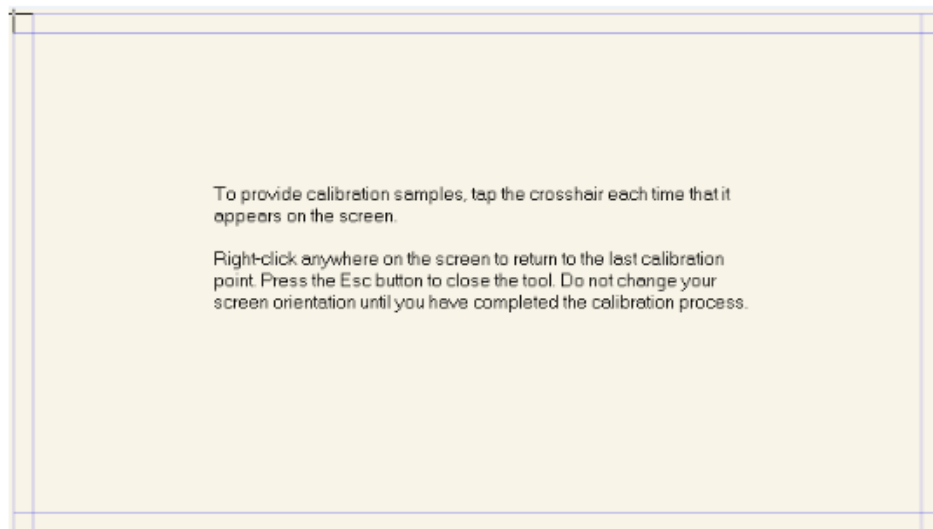 To provide calibration samples, tap the crosshair each time that it
appears on the screen.
Right-click anywhere on the screen to return to the last calibration
point. Press the Esc button to close the tool. Do not change your
screen orientation until you have completed the calibration process.